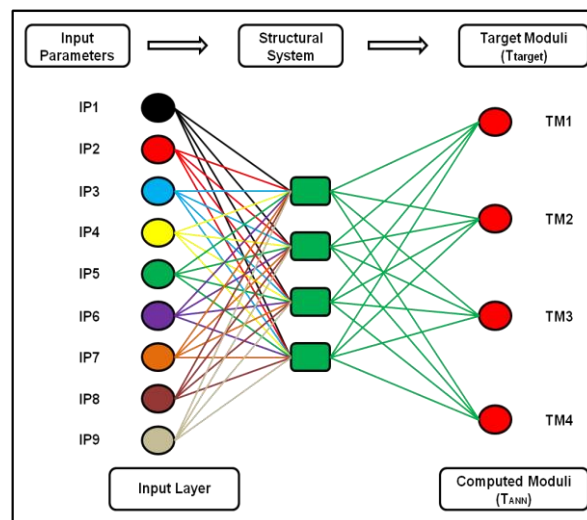 Input
Parameters
Structural
System
Target Moduli
(Ttarget)
IP1
IP2
IP3
IP4
IP5
IP6
IP7
IP8
IP9
TM1
TM2
TM3
TM4
Input Layer
Computed Moduli
(TANN)